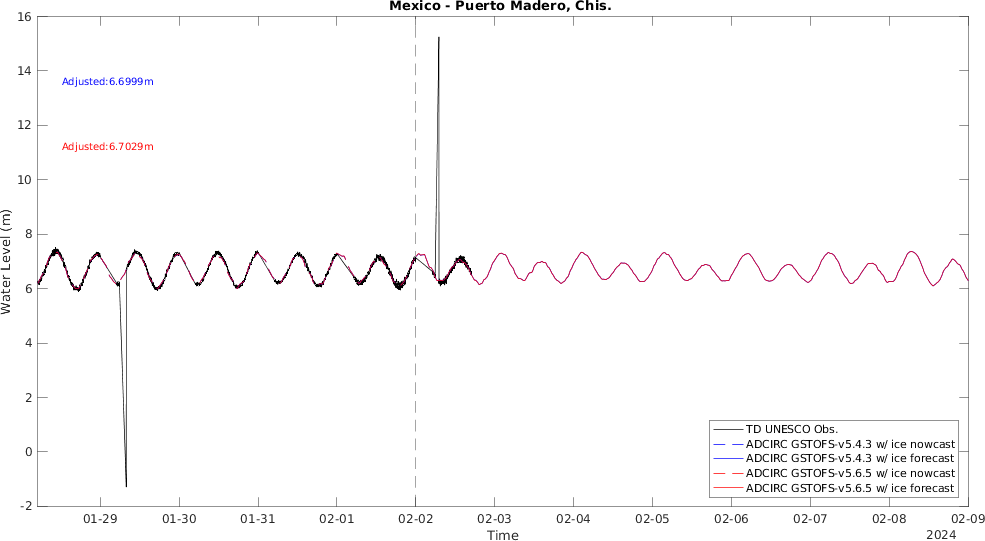 Mexico - Puerto Madero, Chis.
16
14
12
10
8
6
4
2
0
-2
Water Level (m)
Adjusted:6.6999m
Adjusted:6.7029m
TD UNESCO Obs.
ADCIRC GSTOFS-v5.4.3 w/ ice nowcast
ADCIRC GSTOFS-v5.4.3 w/ ice forecast
ADCIRC GSTOFS-v5.6.5 w/ ice nowcast
ADCIRC GSTOFS-v5.6.5 w/ ice forecast
01-29 01-30 01-31 02-01 02-02 02-03 02-04 02-05 02-06 02-07 02-08 02-09
Time
2024